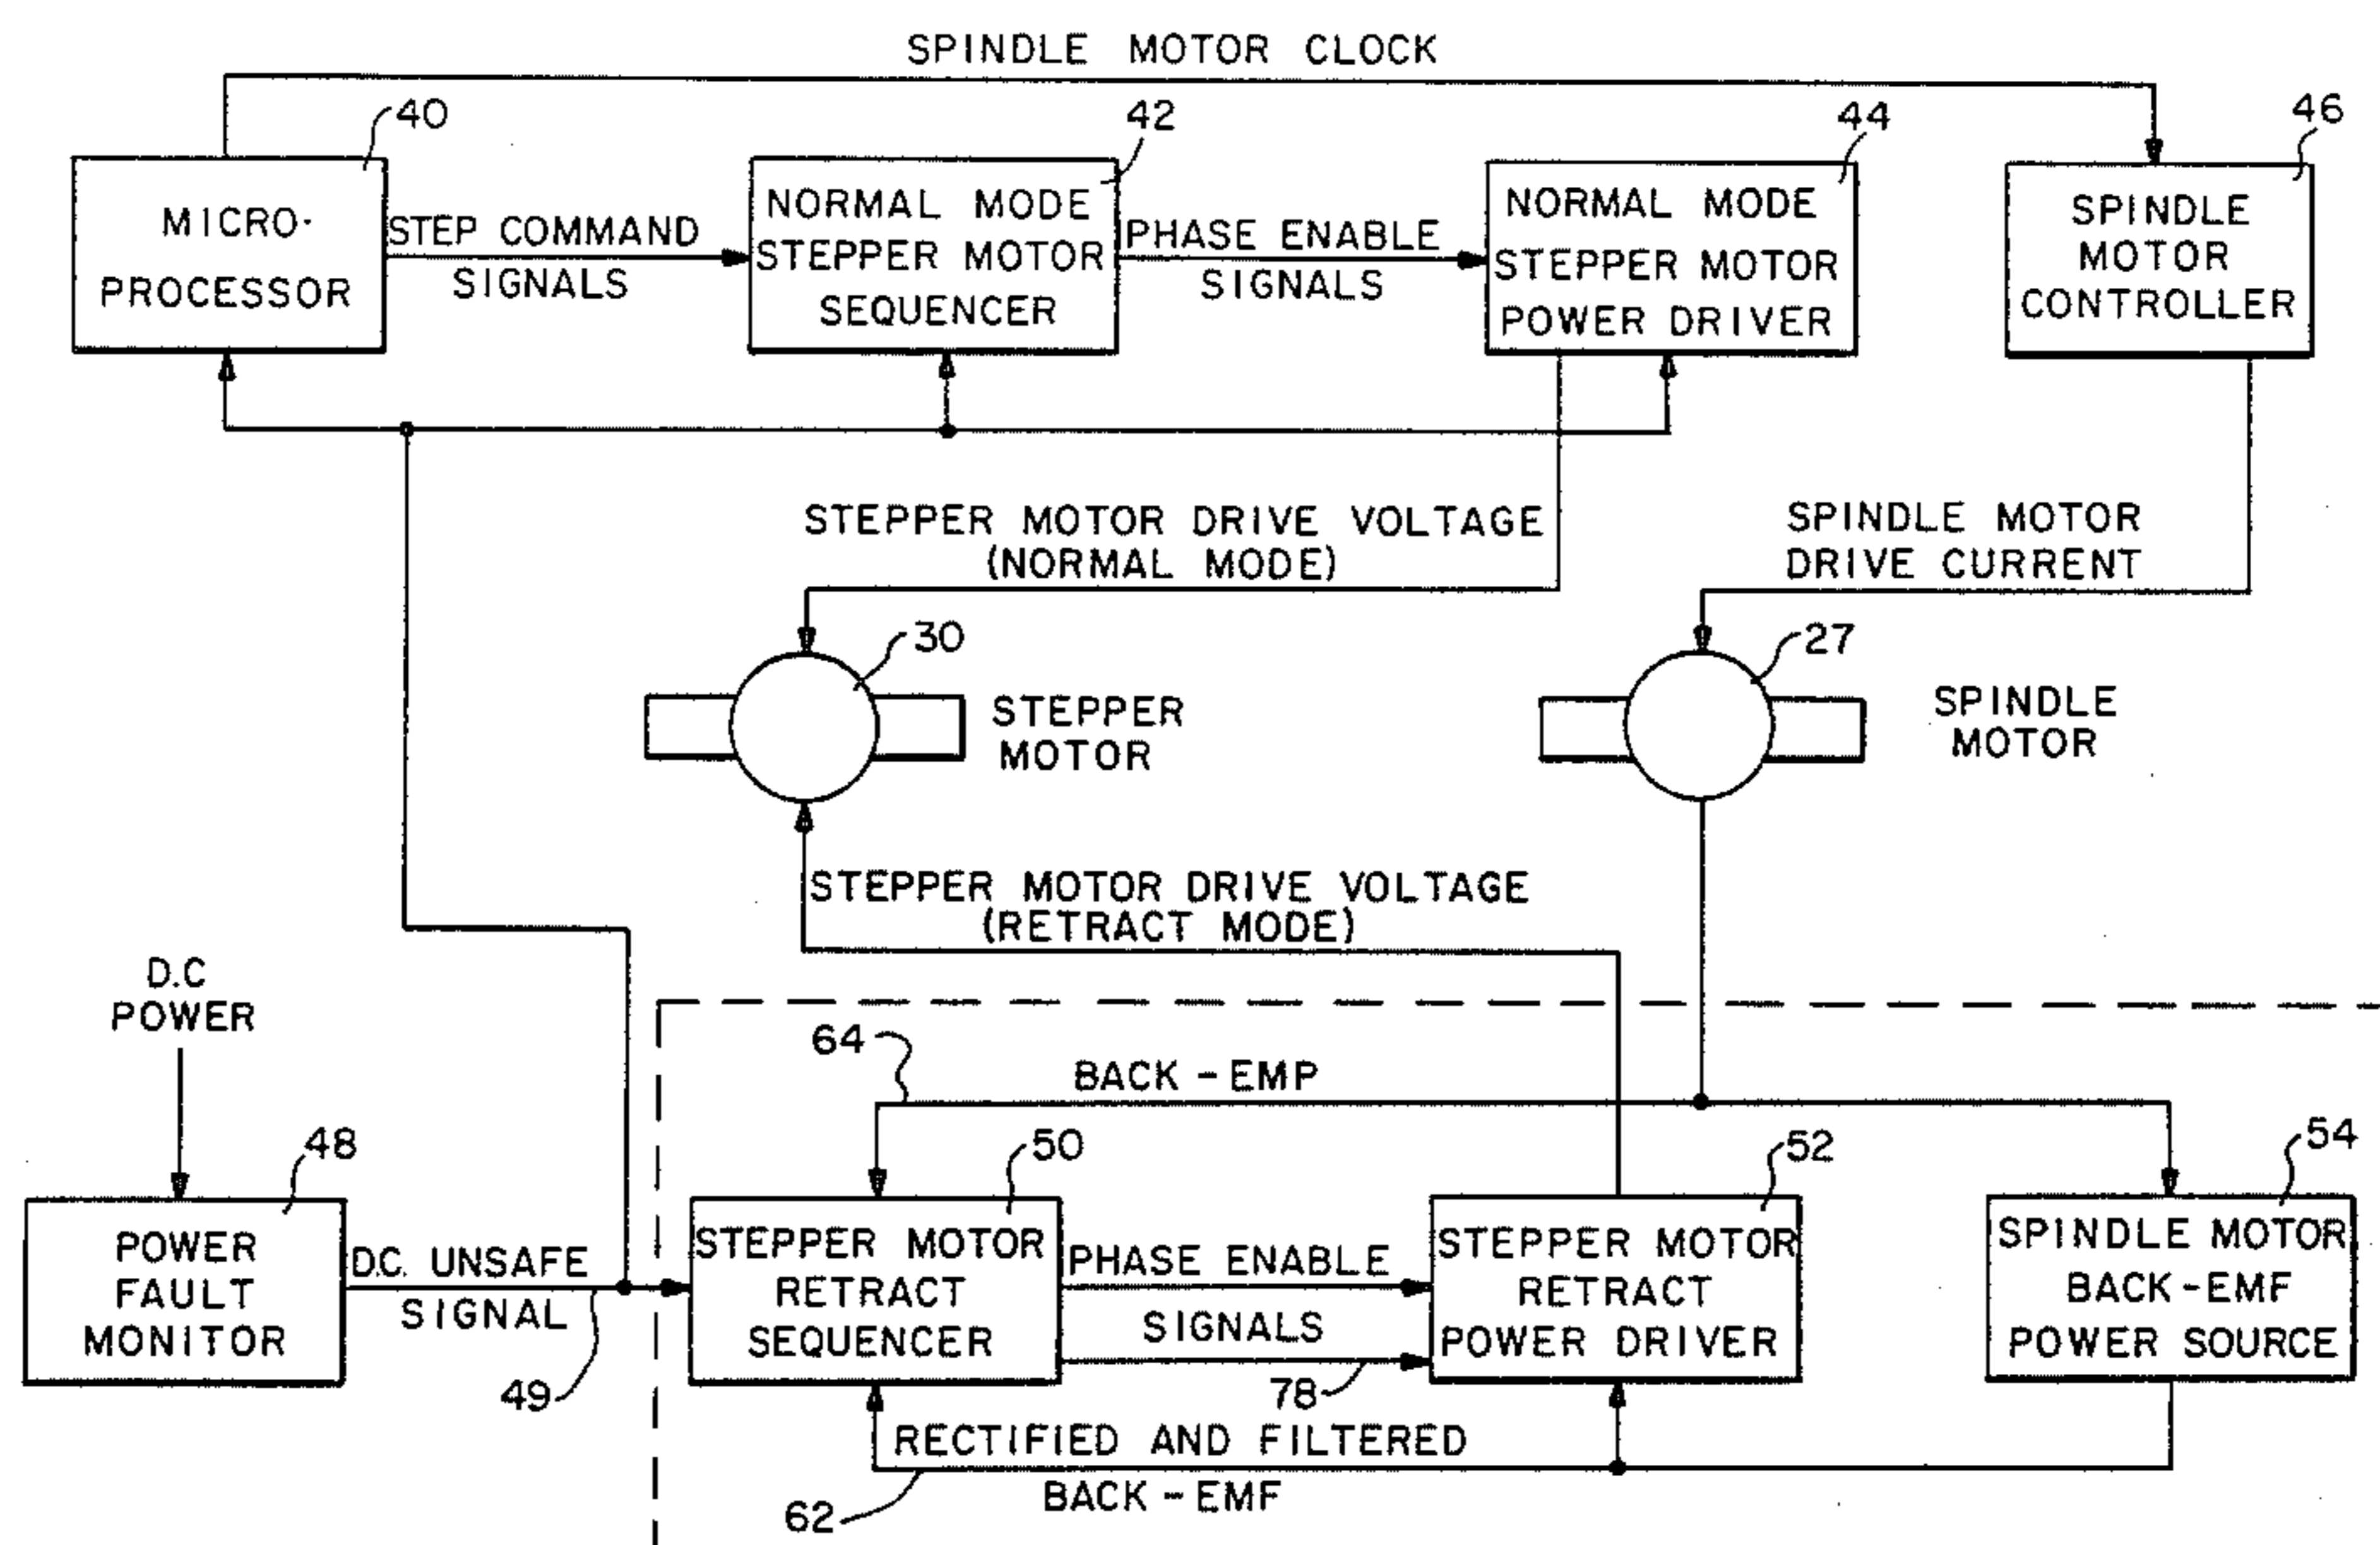 SPINDLE MOTOR CLOCK
40
42
44
46
MICRO-
PROCESSOR
STEP COMMAND
SIGNALS
NORMAL MODE
STEPPER MOTOR
SEQUENCER
PHASE ENABLE
SIGNALS
NORMAL MODE
STEPPER MOTOR
POWER DRIVER
SPINDLE
MOTOR
CONTROLLER
STEPPER MOTOR DRIVE VOLTAGE
(NORMAL MODE)
SPINDLE MOTOR
DRIVE CURRENT
30
STEPPER
MOTOR
27
SPINDLE
MOTOR
STEPPER MOTOR DRIVE VOLTAGE
(RETRACT MODE)
D.C
POWER
64
BACK-EMP
48
50
52
54
POWER
FAULT
MONITOR
D.C. UNSAFE
SIGNAL
49
STEPPER MOTOR
RETRACT
SEQUENCER
PHASE ENABLE
SIGNALS
78
STEPPER MOTOR
RETRACT
POWER DRIVER
SPINDLE MOTOR
BACK-EMF
POWER SOURCE
RECTIFIED AND FILTERED
BACK-EMF
62